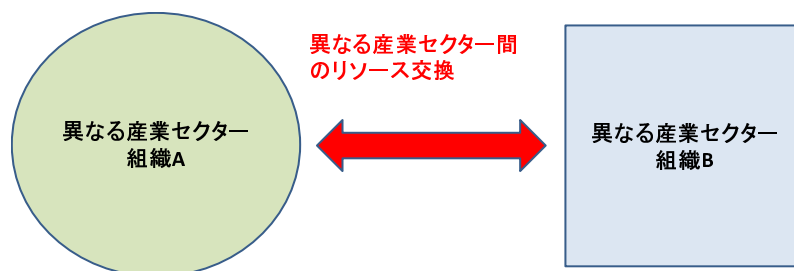 異なる産業セクター間
のリソース交換
異なる産業セクター
組織A
異なる産業セクター
組織B